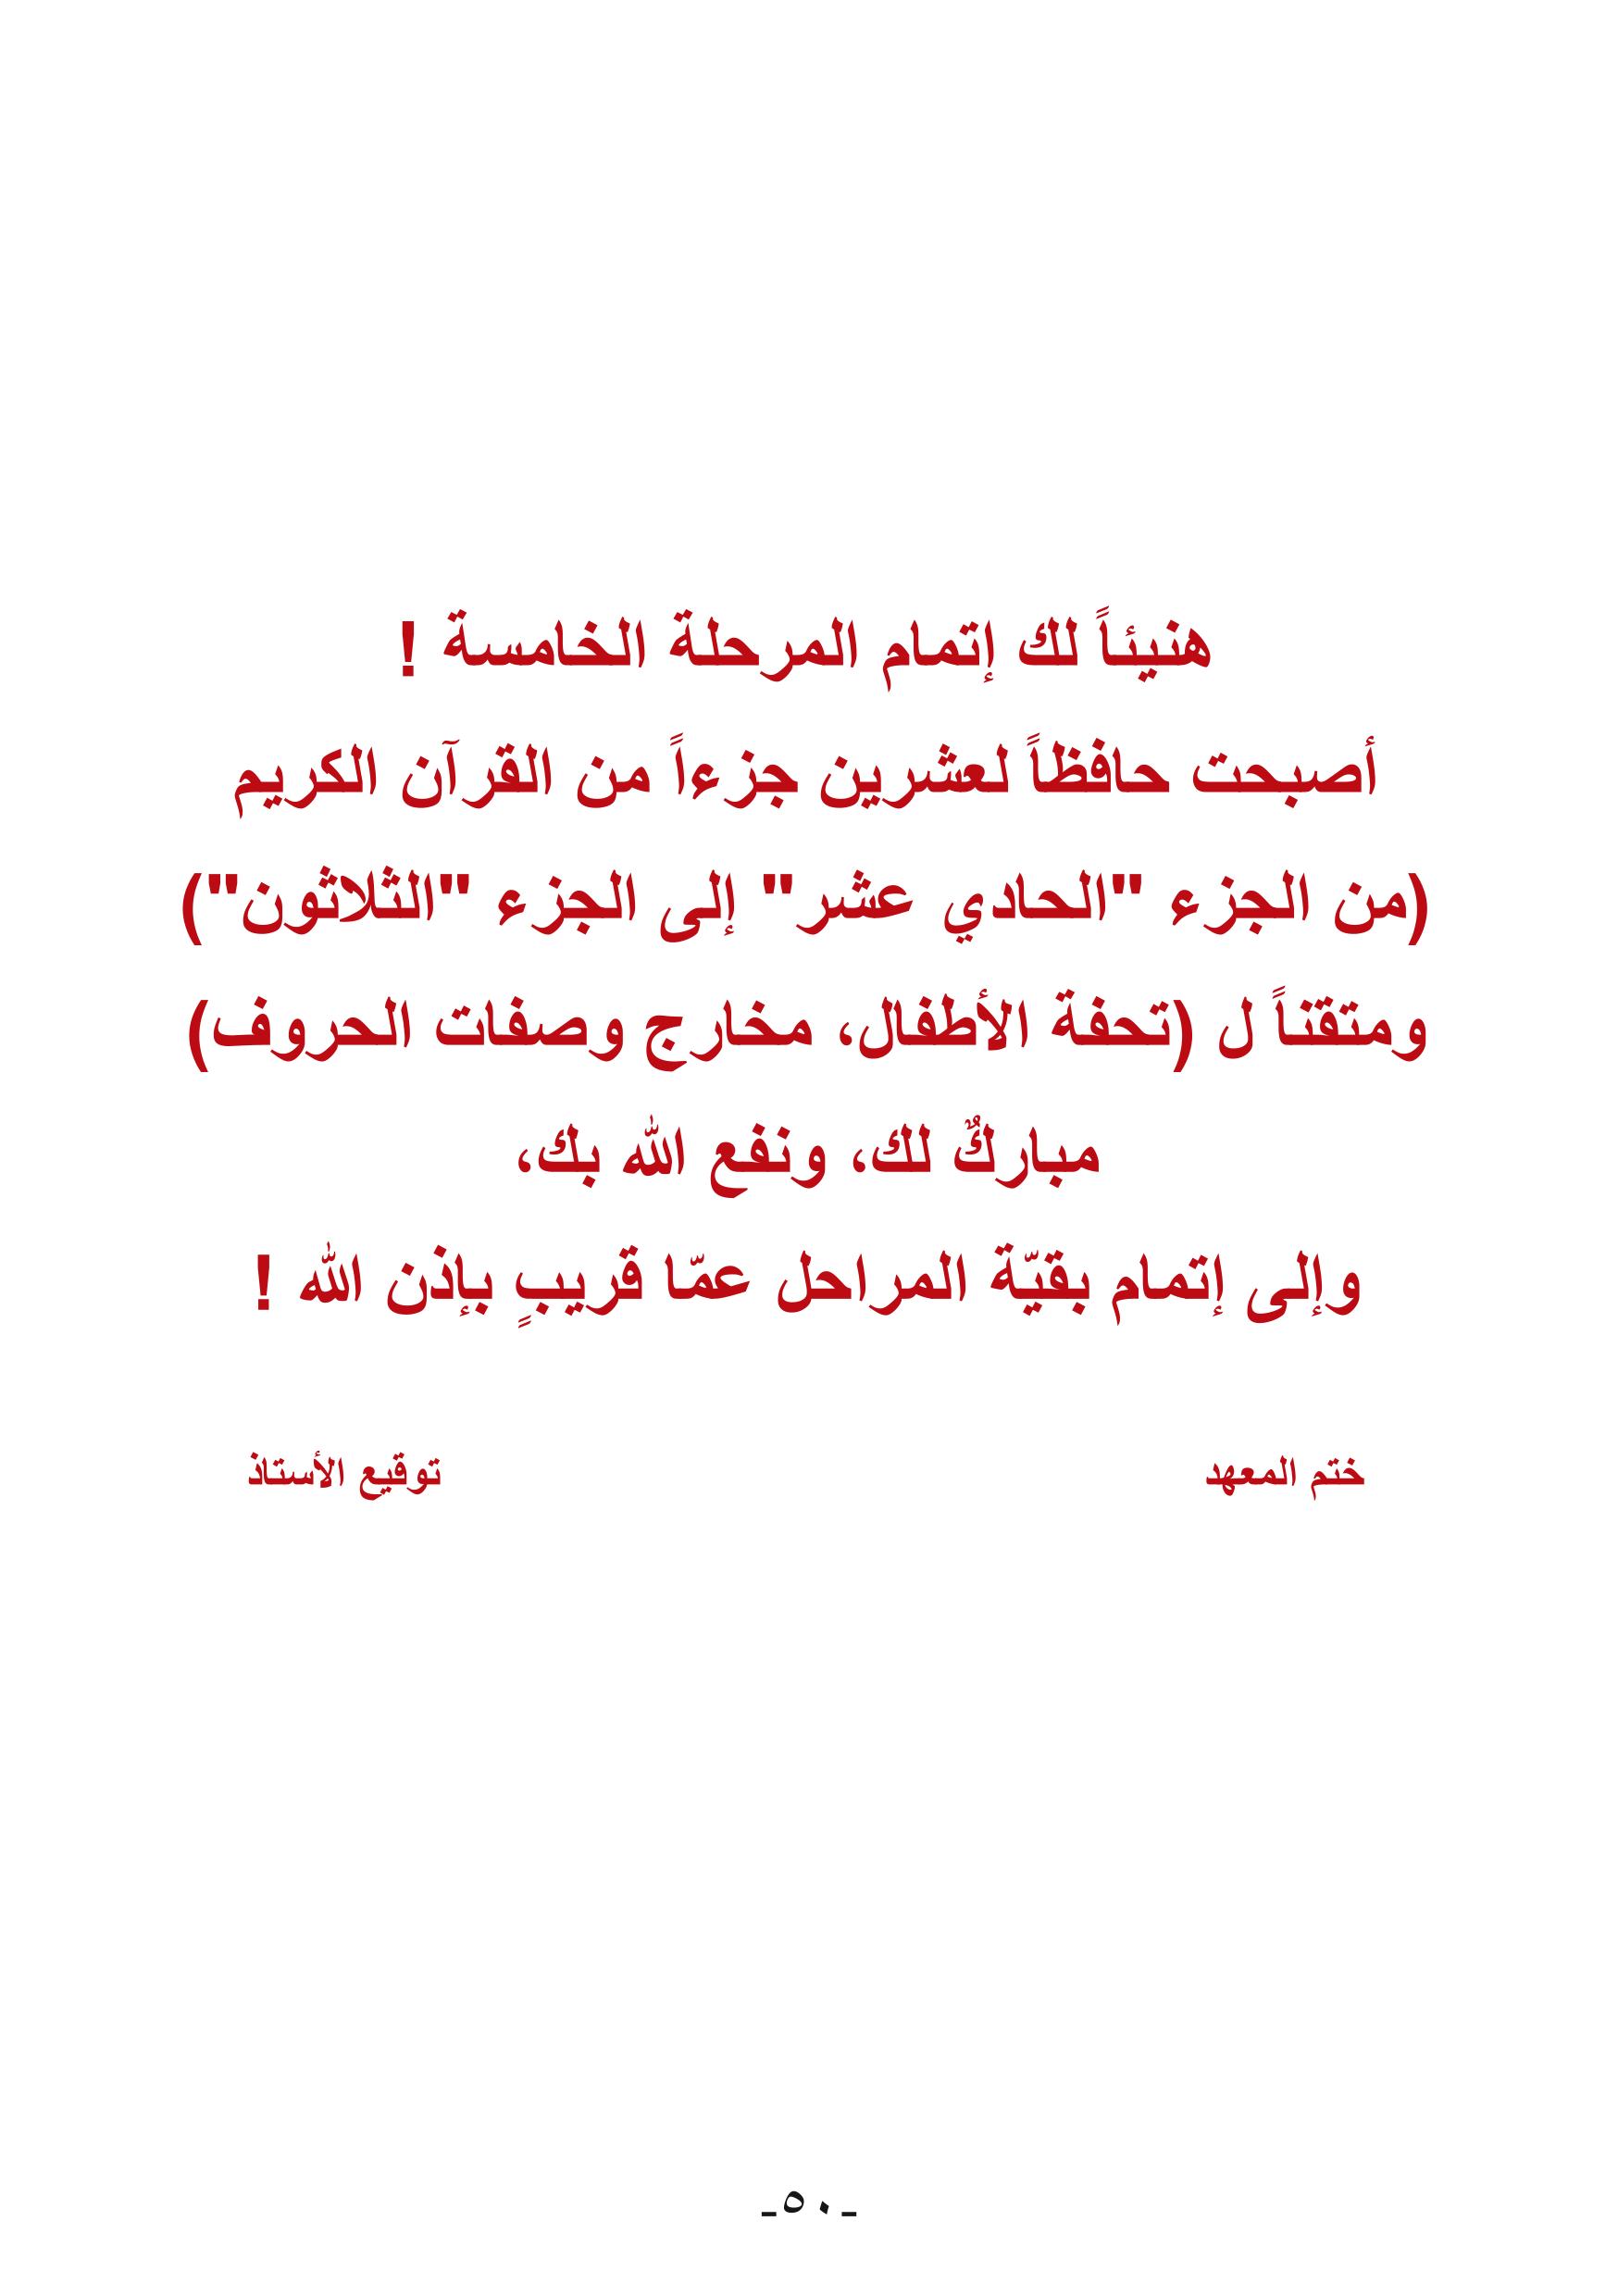 هنيئاً لك إتمام المرحلة الخامسة !
أصبحت حافظاً لعشرين جزءاً من القرآن الكريم
(من الجزء "الحادي عشر" إلى الجزء "الثلاثون")
ومتقناً ل (تحفة الأطفال، مخارج وصفات الحروف)
مباركٌ لك، ونفع الله بك،
وإلى إتمام بقيّة المراحل عمّا قريبٍ بإذن الله !
ختم المعهد
توقيع الأستاذ
-٥٠-